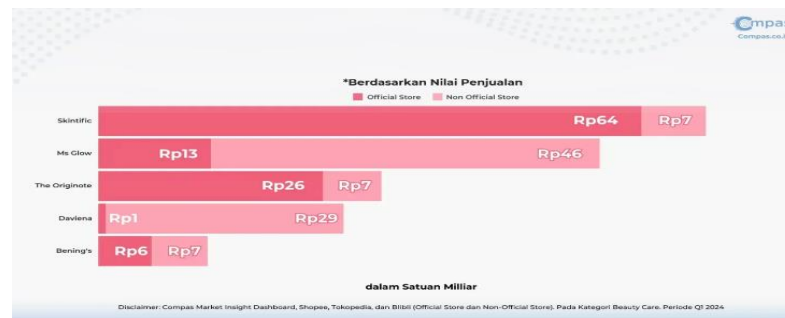 Cmpas
Compas.co.i
*Berdasarkan Nilai Penjualan
Official Store Non Official Store
Skintific Rp64 Rp7
Ms Glow Rp13 Rp46
The Originote Rp26 Rp7
Daviena Rp1 Rp29
Bening's Rp6 Rp7
dalam Satuan Milliar
Disclaimer: Compas Market Insight Dashboard, Shopee, Tokopedia, dan Blibli (Official Store dan Non-Official Store). Pada Kategori Beauty Care. Periode Q1 2024